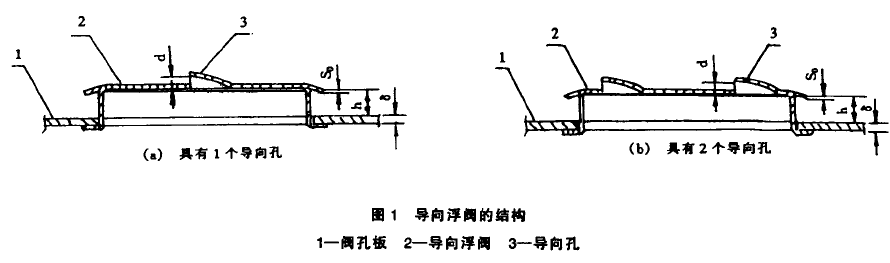 1
2
3
d
S₀
h
δ
(a) 具有1个导向孔
1
2
3
d
S₀
h
δ
(b) 具有2个导向孔
图1 导向浮阀的结构
1—阀孔板 2—导向浮阀 3—导向孔